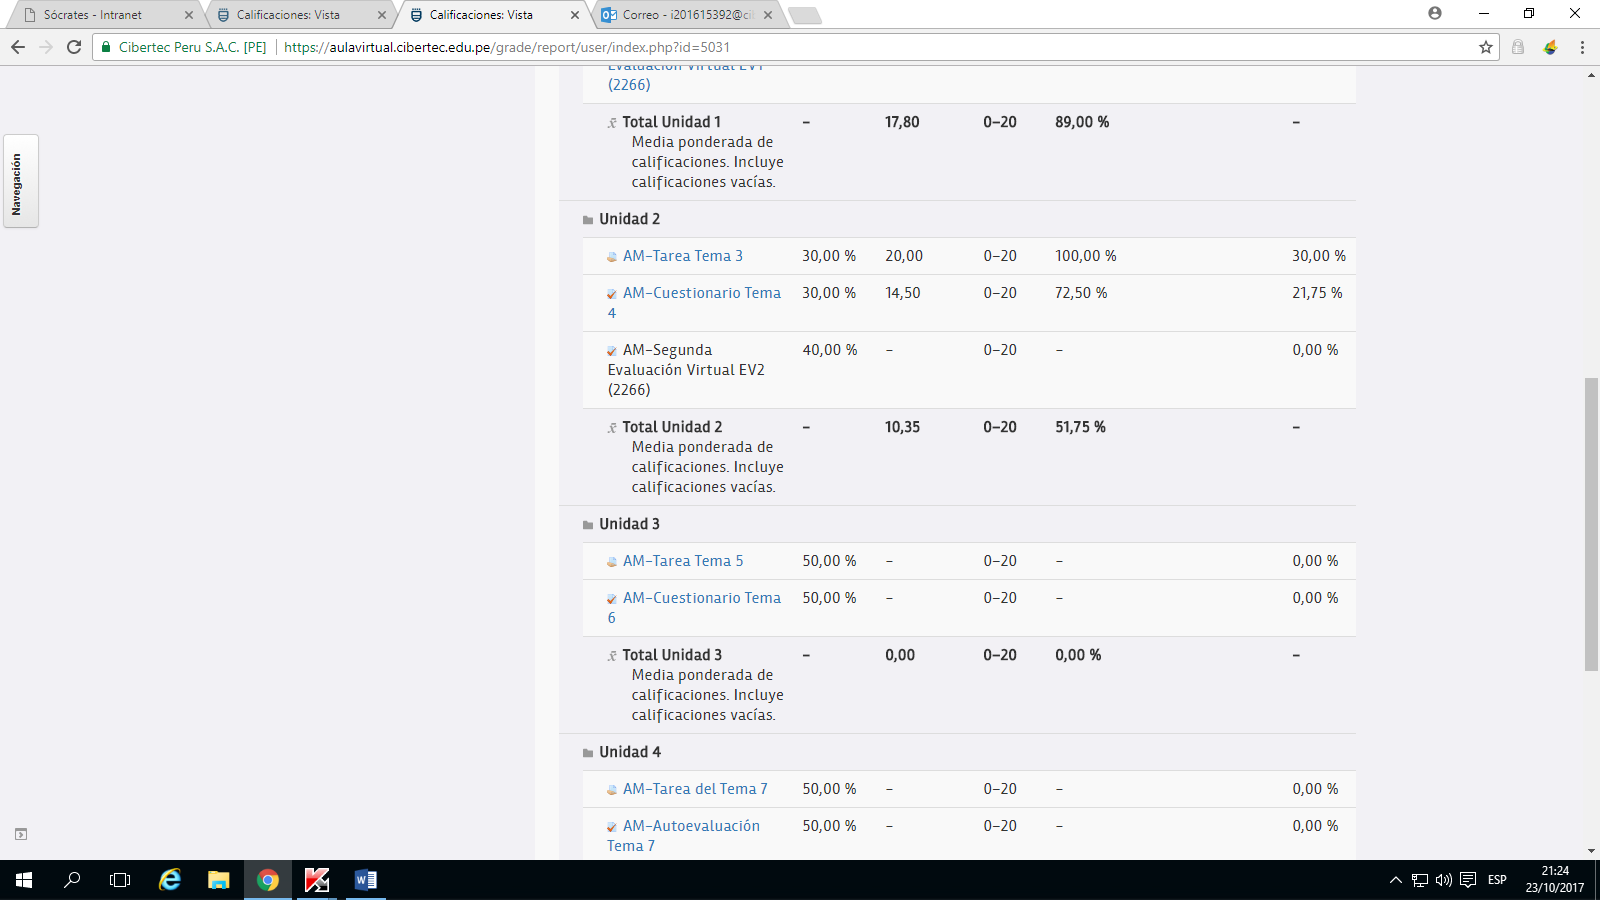 Sócrates - Intranet
Calificaciones: Vista
Calificaciones: Vista
Correo - i201615392@ci
Cibertec Peru S.A.C. [PE]
https://aulavirtual.cibertec.edu.pe/grade/report/user/index.php?id=5031
Navegación
Evaluación Virtual EV1
(2266)
Total Unidad 1 – 17,80 0–20 89,00 % –
Media ponderada de
calificaciones. Incluye
calificaciones vacías.
Unidad 2
AM-Tarea Tema 3 30,00 % 20,00 0–20 100,00 % 30,00 %
AM-Cuestionario Tema 30,00 % 14,50 0–20 72,50 % 21,75 %
4
AM-Segunda 40,00 % – 0–20 – 0,00 %
Evaluación Virtual EV2
(2266)
Total Unidad 2 – 10,35 0–20 51,75 % –
Media ponderada de
calificaciones. Incluye
calificaciones vacías.
Unidad 3
AM-Tarea Tema 5 50,00 % – 0–20 – 0,00 %
AM-Cuestionario Tema 50,00 % – 0–20 – 0,00 %
6
Total Unidad 3 – 0,00 0–20 0,00 % –
Media ponderada de
calificaciones. Incluye
calificaciones vacías.
Unidad 4
AM-Tarea del Tema 7 50,00 % – 0–20 – 0,00 %
AM-Autoevaluación 50,00 % – 0–20 – 0,00 %
Tema 7
ESP
21:24
23/10/2017